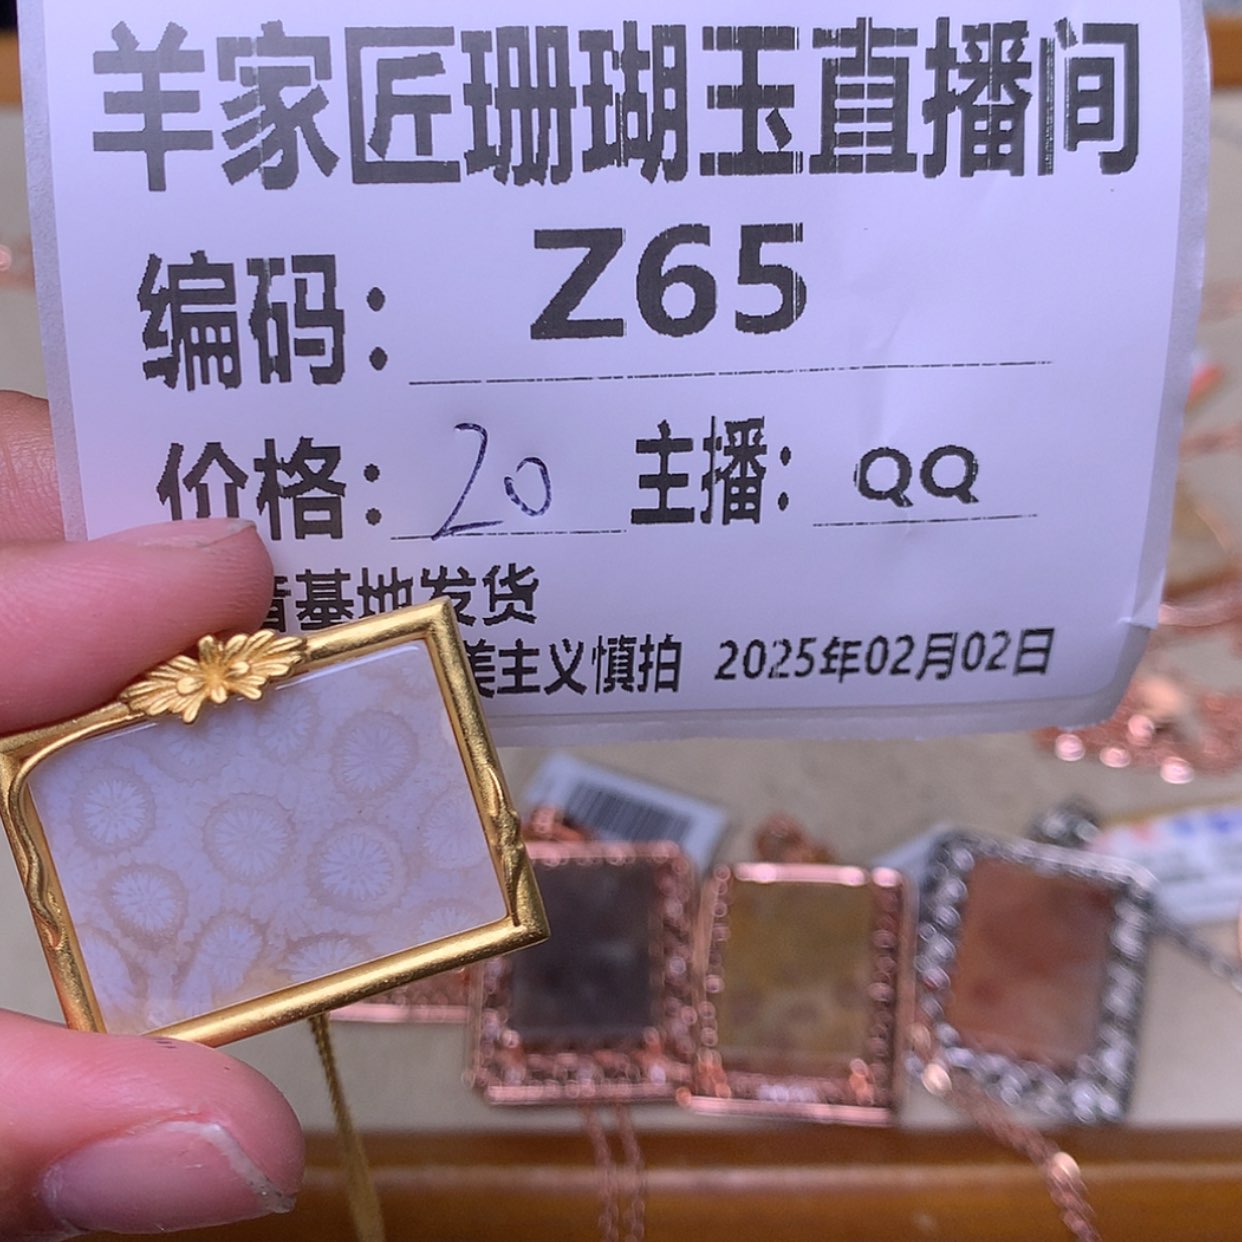 羊家匠珊瑚玉直播间
编码： Z65
价格： 20 主播： QQ
基地发货
美主义慎拍 2025年02月02日